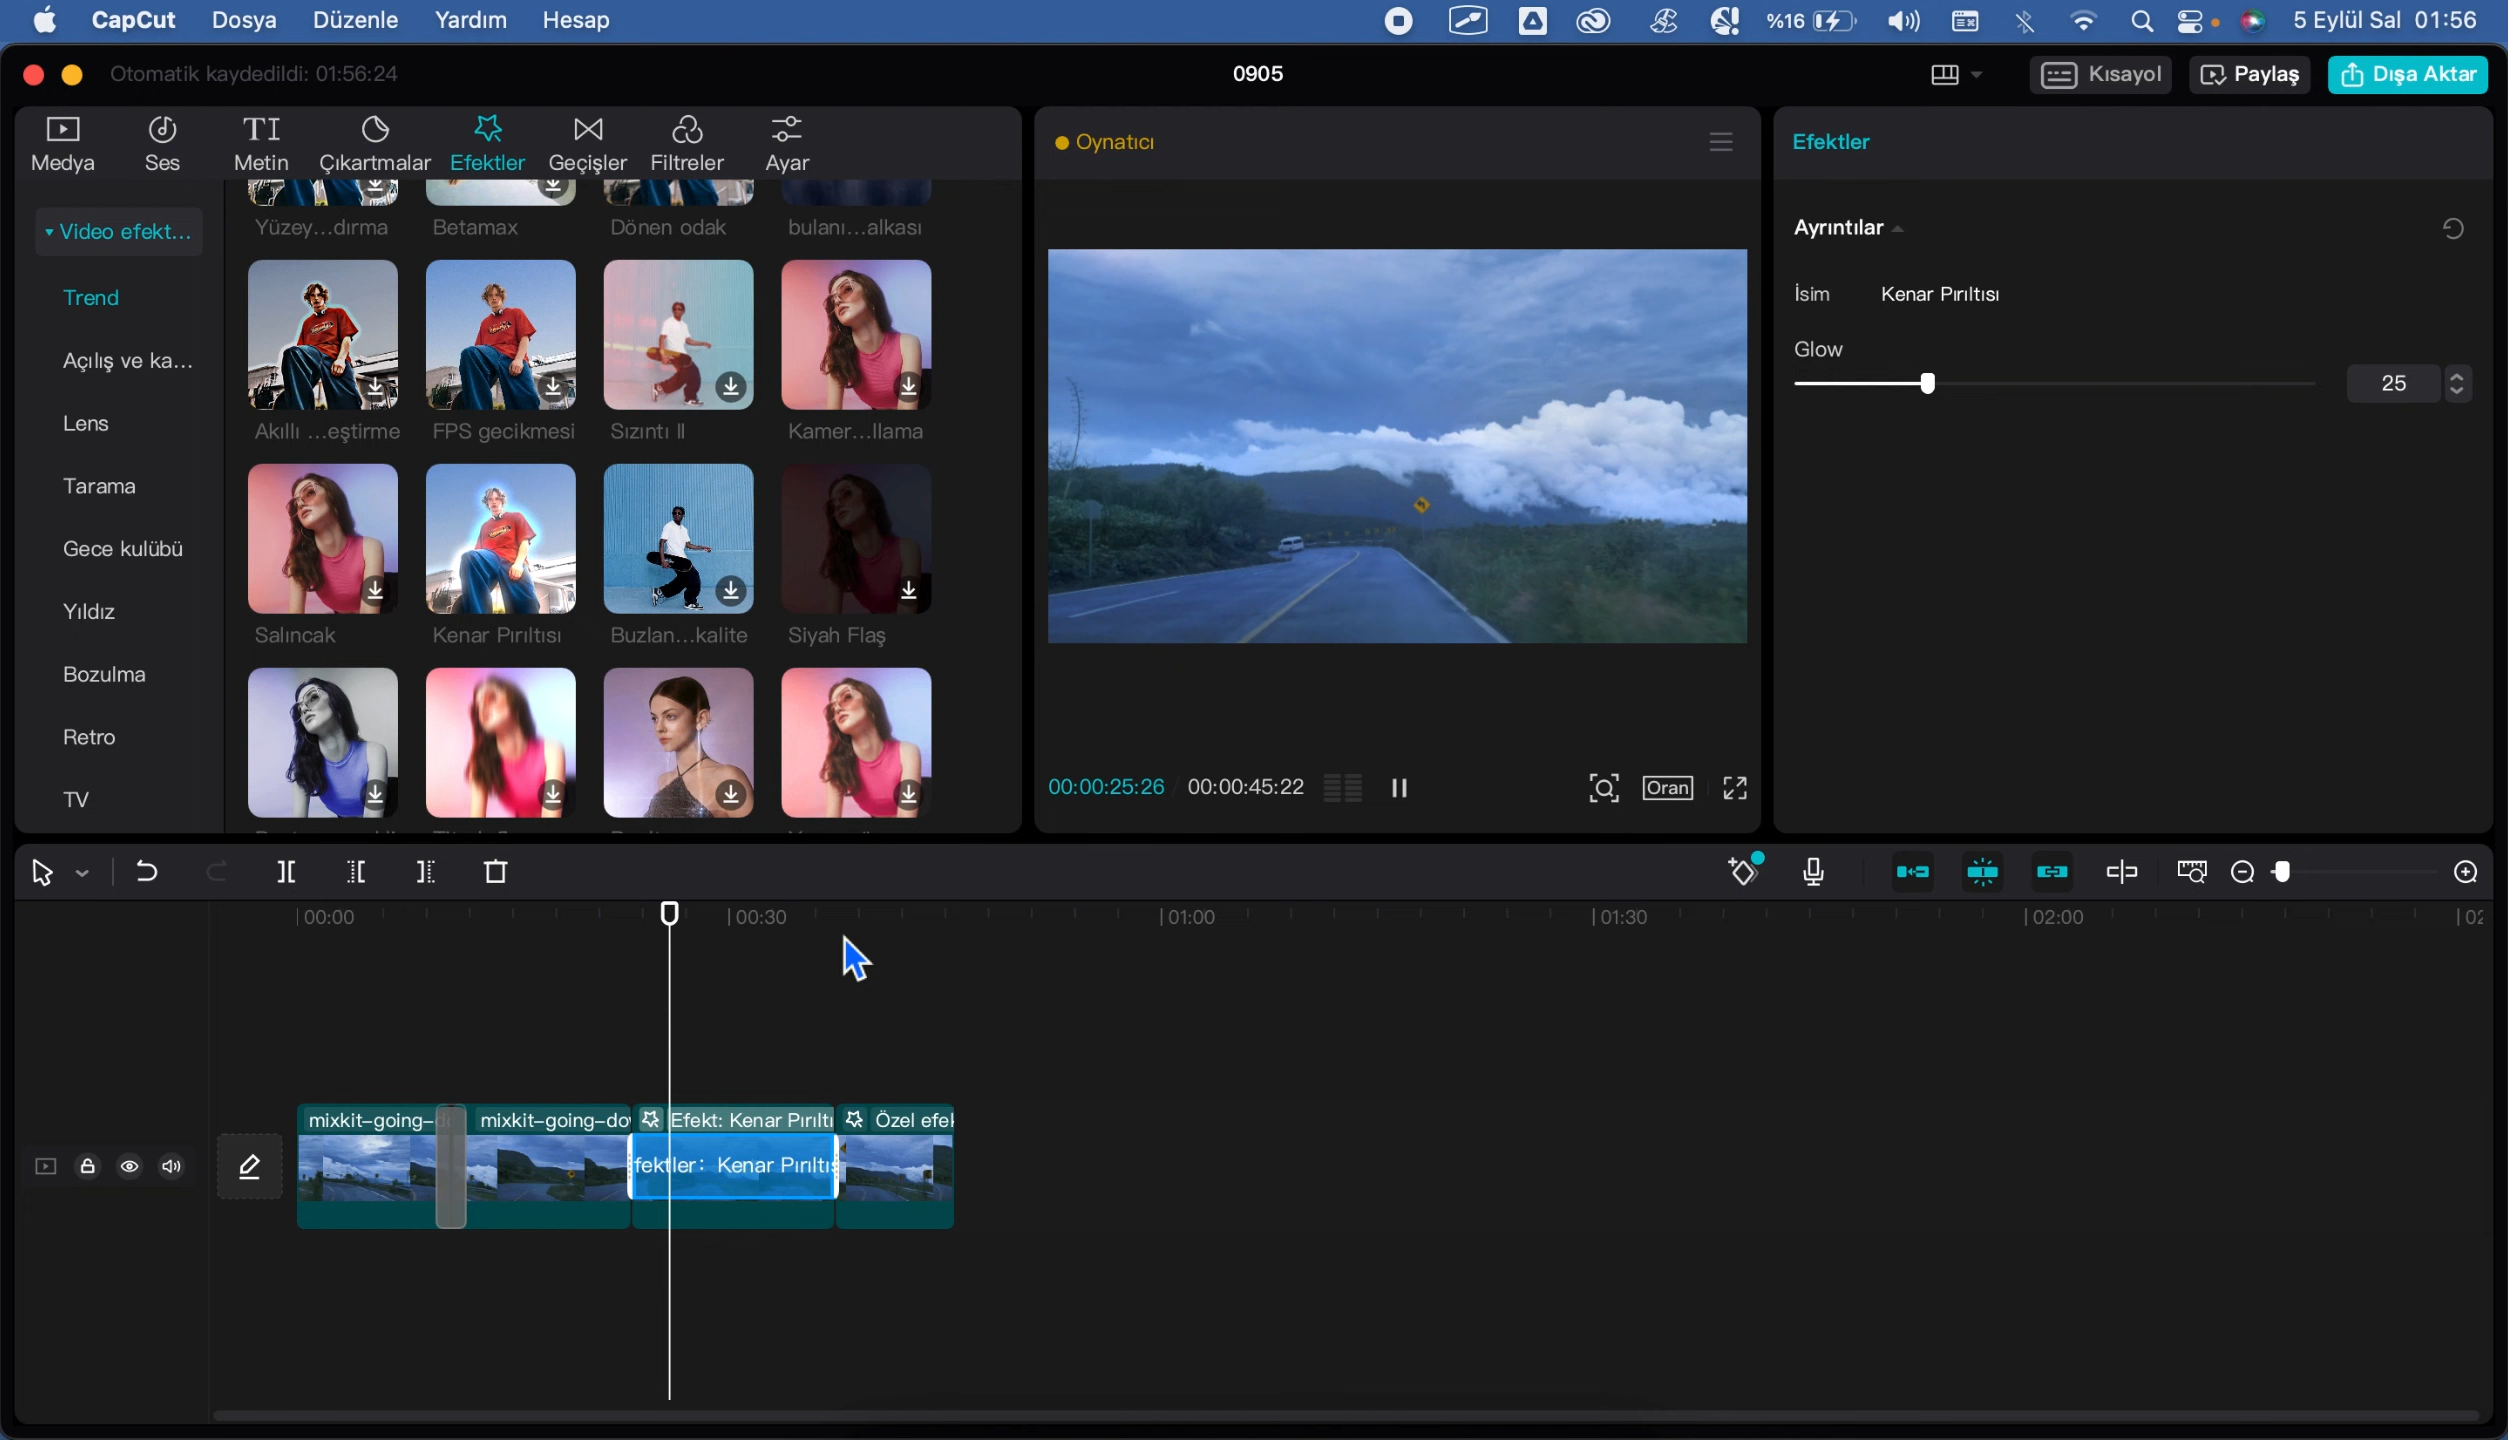 CapCut Dosya Düzenle Yardım Hesap %16 5 Eylül Sal 01:56
Otomatik kaydedildi: 01:56:24 0905 Kısayol Paylaş Dışa Aktar
Medya Ses Metin Çıkartmalar Efektler Geçişler Filtreler Ayar
Video efekt...
Trend
Açılış ve ka...
Lens
Tarama
Gece kulübü
Yıldız
Bozulma
Retro
TV
Yüzey...dırma Betamax Dönen odak bulanı...alkası
Akıllı ...eştirme FPS gecikmesi Sızıntı II Kamer...llama
Salıncak Kenar Pırıltısı Buzlan...kalite Siyah Flaş
Oynatıcı
00:00:25:26 00:00:45:22 Oran
Efektler
Ayrıntılar
İsim Kenar Pırıltısı
Glow
25
00:00 00:30 01:00 01:30 02:00 02
mixkit-going-d mixkit-going-do Efekt: Kenar Pırıltı Özel efek
fektler: Kenar Pırıltıs